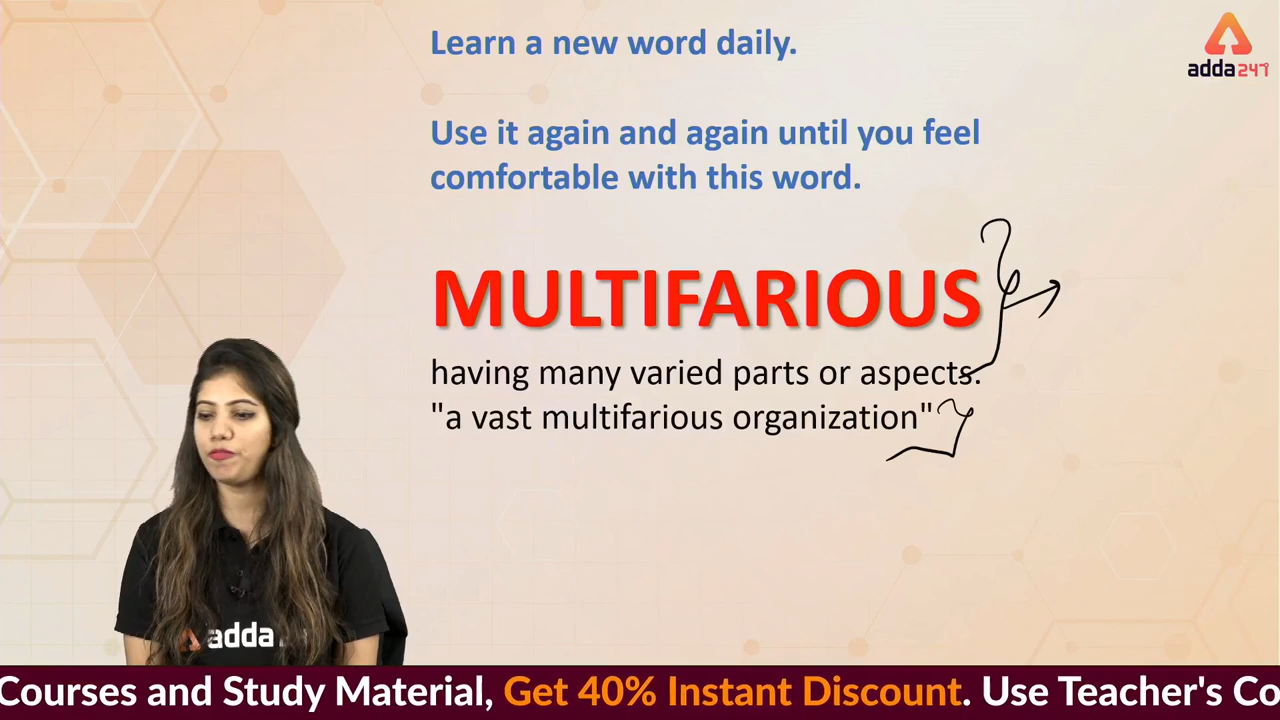 Learn a new word daily.
adda247
Use it again and again until you feel
comfortable with this word.
MULTIFARIOUS
having many varied parts or aspects.
"a vast multifarious organization"
adda
Courses and Study Material, Get 40% Instant Discount. Use Teacher's Co